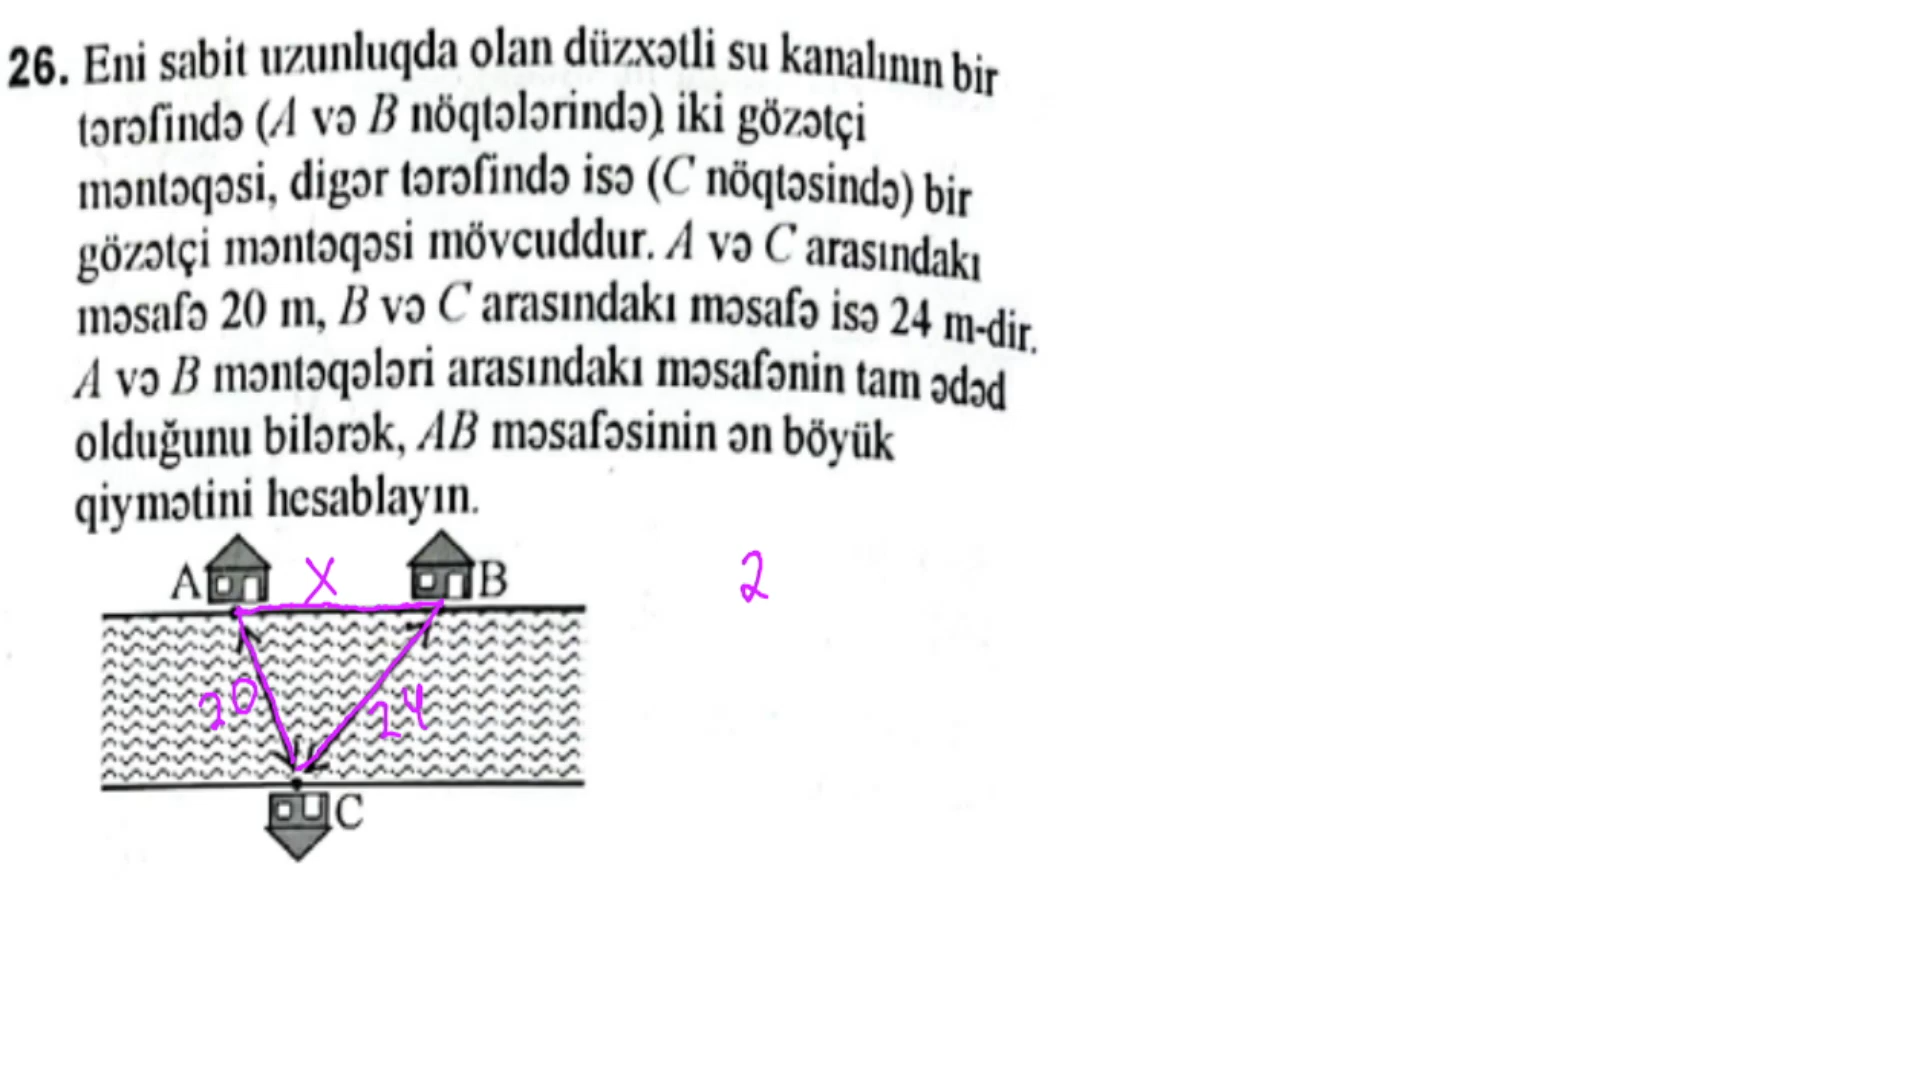 26. Eni sabit uzunluqda olan düzxətli su kanalının bir
tərəfində (A və B nöqtələrində) iki gözətçi
məntəqəsi, digər tərəfində isə (C nöqtəsində) bir
gözətçi məntəqəsi mövcuddur. A və C arasındakı
məsafə 20 m, B və C arasındakı məsafə isə 24 m-dir.
A və B məntəqələri arasındakı məsafənin tam ədəd
olduğunu bilərək, AB məsafəsinin ən böyük
qiymətini hesablayın.
A X B
2
20 24
C